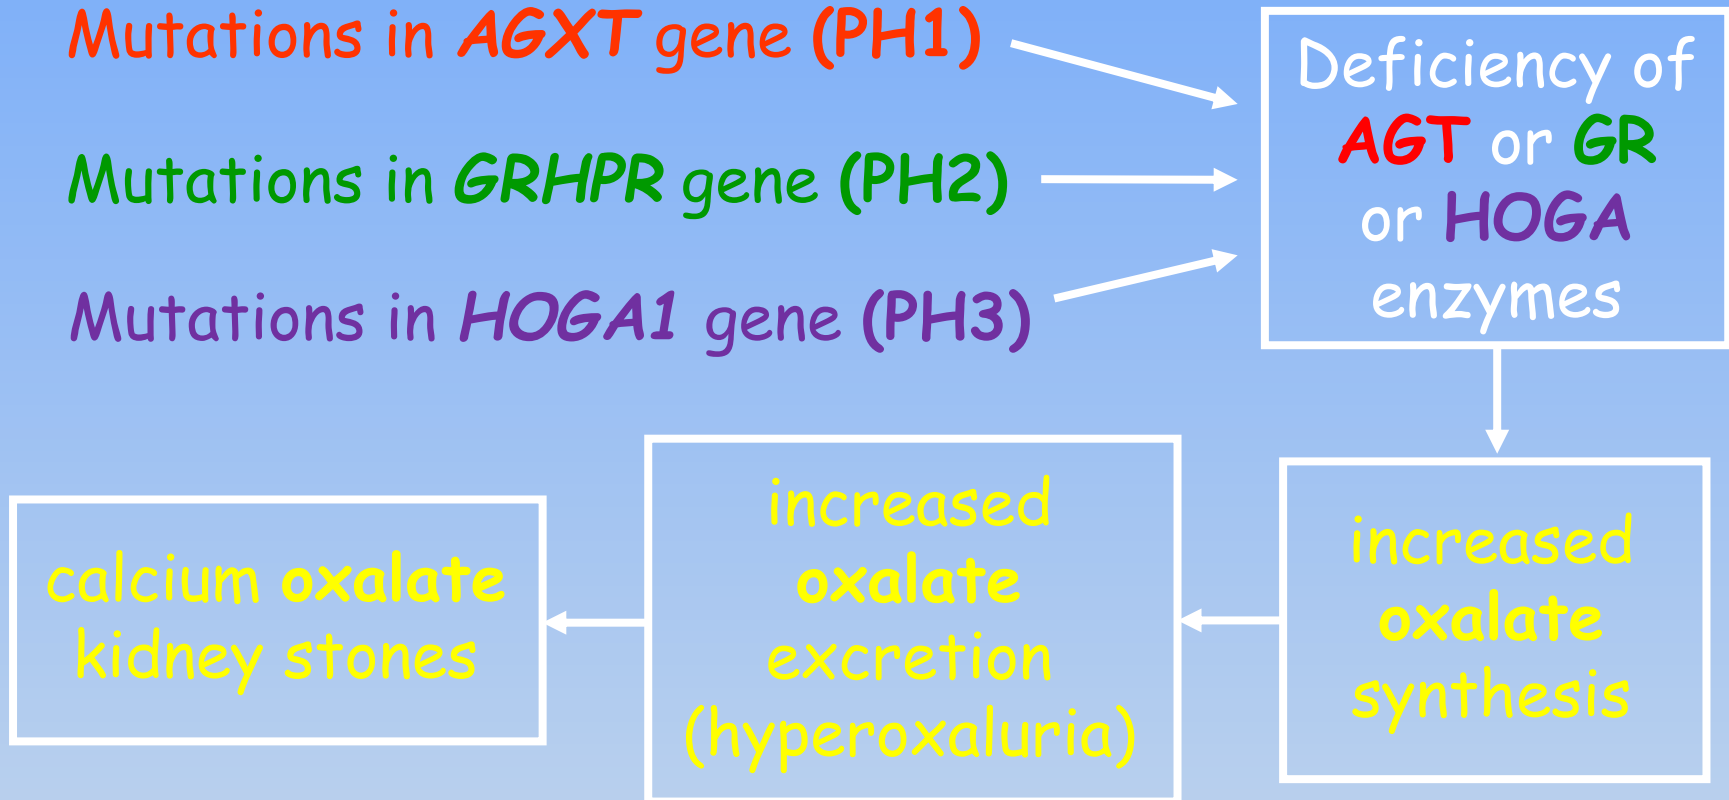 Mutations in AGXT gene (PH1)
Mutations in GRHPR gene (PH2)
Mutations in HOGA1 gene (PH3)
Deficiency of
AGT or GR
or HOGA
enzymes
increased
oxalate
synthesis
increased
oxalate
excretion
(hyperoxaluria)
calcium oxalate
kidney stones